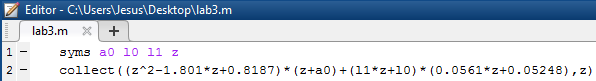 Editor - C:\Users\Jesus\Desktop\lab3.m
lab3.m
1 - syms a0 l0 l1 z
2 - collect((z^2-1.801*z+0.8187)*(z+a0)+(l1*z+l0)*(0.0561*z+0.05248),z)